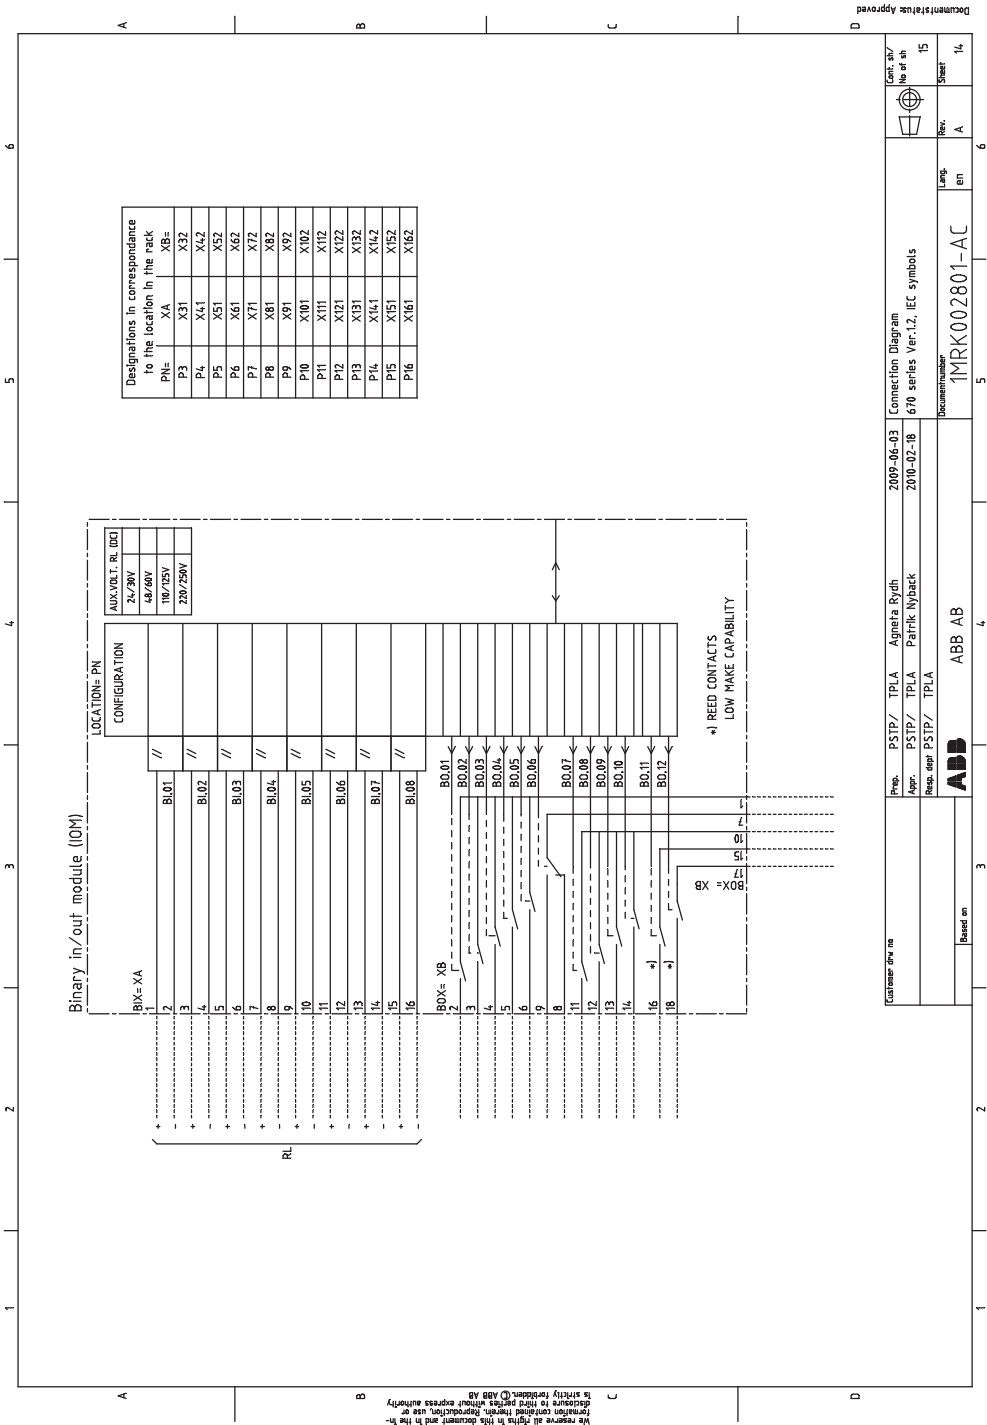 Documentstatus: Approved
Binary in/out module (IOM)
LOCATION= PN
CONFIGURATION
AUX.VOLT. RL (DC)
24/30V
48/60V
110/125V
220/250V
Designations in correspondance
to the location in the rack
PN= XA XB=
P3 X31 X32
P4 X41 X42
P5 X51 X52
P6 X61 X62
P7 X71 X72
P8 X81 X82
P9 X91 X92
P10 X101 X102
P11 X111 X112
P12 X121 X122
P13 X131 X132
P14 X141 X142
P15 X151 X152
P16 X161 X162
BIX= XA
1
2 BI.01
3
4 BI.02
5
6 BI.03
7
8 BI.04
9
10 BI.05
11
12 BI.06
13
14 BI.07
15
16 BI.08
+
-
+
-
+
-
+
-
+
-
+
-
+
-
+
-
RL
BOX= XB
2 BO.01
3 BO.02
4 BO.03
5 BO.04
6 BO.05
9 BO.06
8
11 BO.07
12 BO.08
13 BO.09
14 BO.10
16 *) BO.11
18 *) BO.12
1
7
10
15
17
BOX= XB
*) REED CONTACTS
LOW MAKE CAPABILITY
1 2 3 4 5 6
1 2 3 4 5 6
A B C D
A B C D
Customer drw no
Based on
Prep. PSTP/ TPLA Agneta Rydh 2009-06-03
Appr. PSTP/ TPLA Patrik Nyback 2010-02-18
Resp. dept PSTP/ TPLA
ABB ABB AB
Connection Diagram
670 series Ver.1.2, IEC symbols
Documentnumber
1MRK002801-AC
Lang.
en
Rev.
A
Cont. sh/
No of sh
15
Sheet
14
We reserve all rights in this document and in the in-
formation contained therein. Reproduction, use or
disclosure to third parties without express authority
is strictly forbidden. © ABB AB